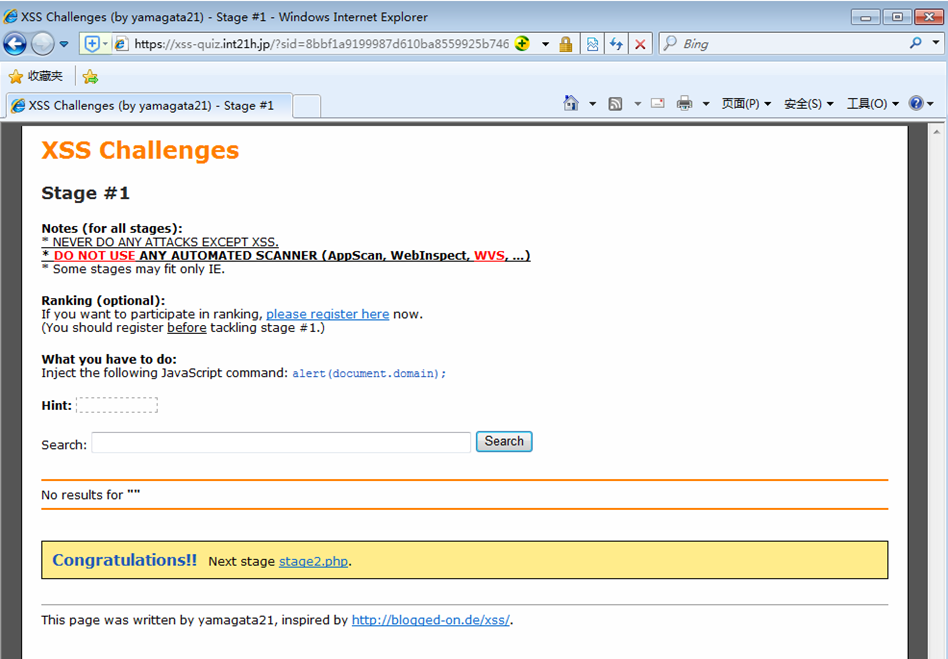 XSS Challenges (by yamagata21) - Stage #1 - Windows Internet Explorer
https://xss-quiz.int21h.jp/?sid=8bbf1a9199987d610ba8559925b746
Bing
收藏夹
XSS Challenges (by yamagata21) - Stage #1
页面(P) 安全(S) 工具(O)
XSS Challenges
Stage #1
Notes (for all stages):
* NEVER DO ANY ATTACKS EXCEPT XSS.
* DO NOT USE ANY AUTOMATED SCANNER (AppScan, WebInspect, WVS, ...)
* Some stages may fit only IE.
Ranking (optional):
If you want to participate in ranking, please register here now.
(You should register before tackling stage #1.)
What you have to do:
Inject the following JavaScript command: alert(document.domain);
Hint:
Search: Search
No results for ""
Congratulations!! Next stage stage2.php.
This page was written by yamagata21, inspired by http://blogged-on.de/xss/.